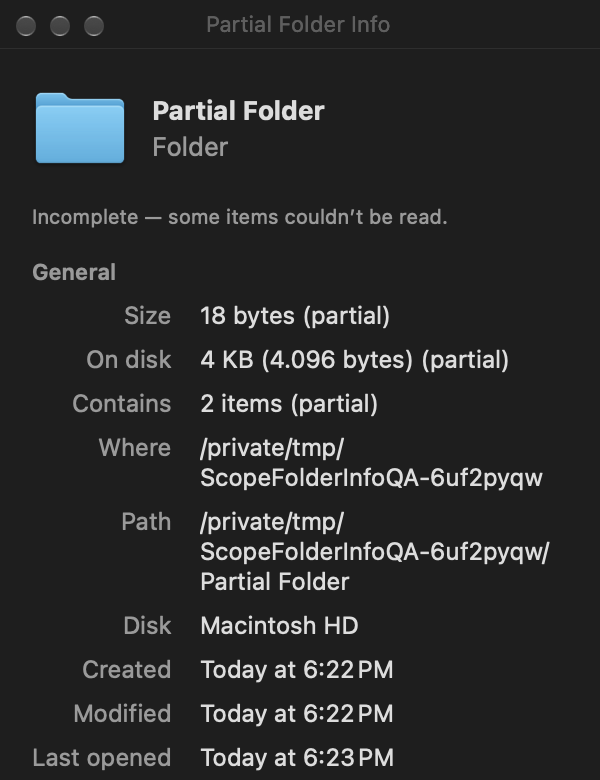 Partial Folder Info
Partial Folder
Folder
Incomplete — some items couldn’t be read.
General
Size 18 bytes (partial)
On disk 4 KB (4.096 bytes) (partial)
Contains 2 items (partial)
Where /private/tmp/
ScopeFolderInfoQA-6uf2pyqw
Path /private/tmp/
ScopeFolderInfoQA-6uf2pyqw/
Partial Folder
Disk Macintosh HD
Created Today at 6:22 PM
Modified Today at 6:22 PM
Last opened Today at 6:23 PM